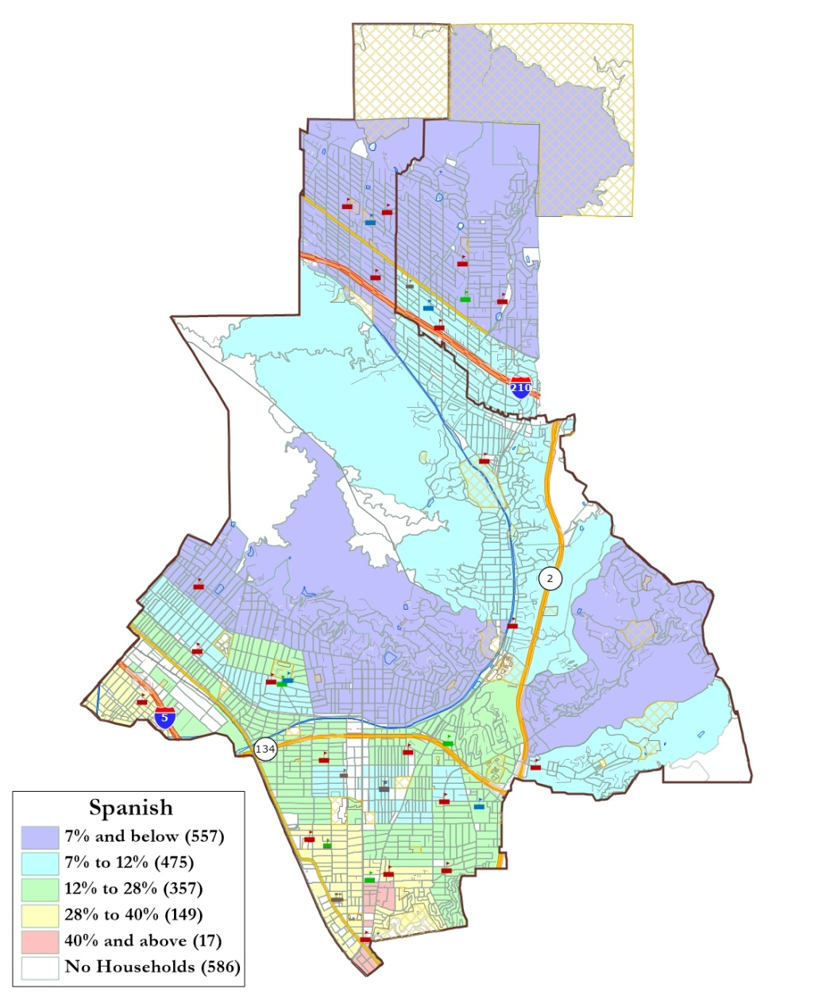 210
2
5
134
Spanish
7% and below (557)
7% to 12% (475)
12% to 28% (357)
28% to 40% (149)
40% and above (17)
No Households (586)